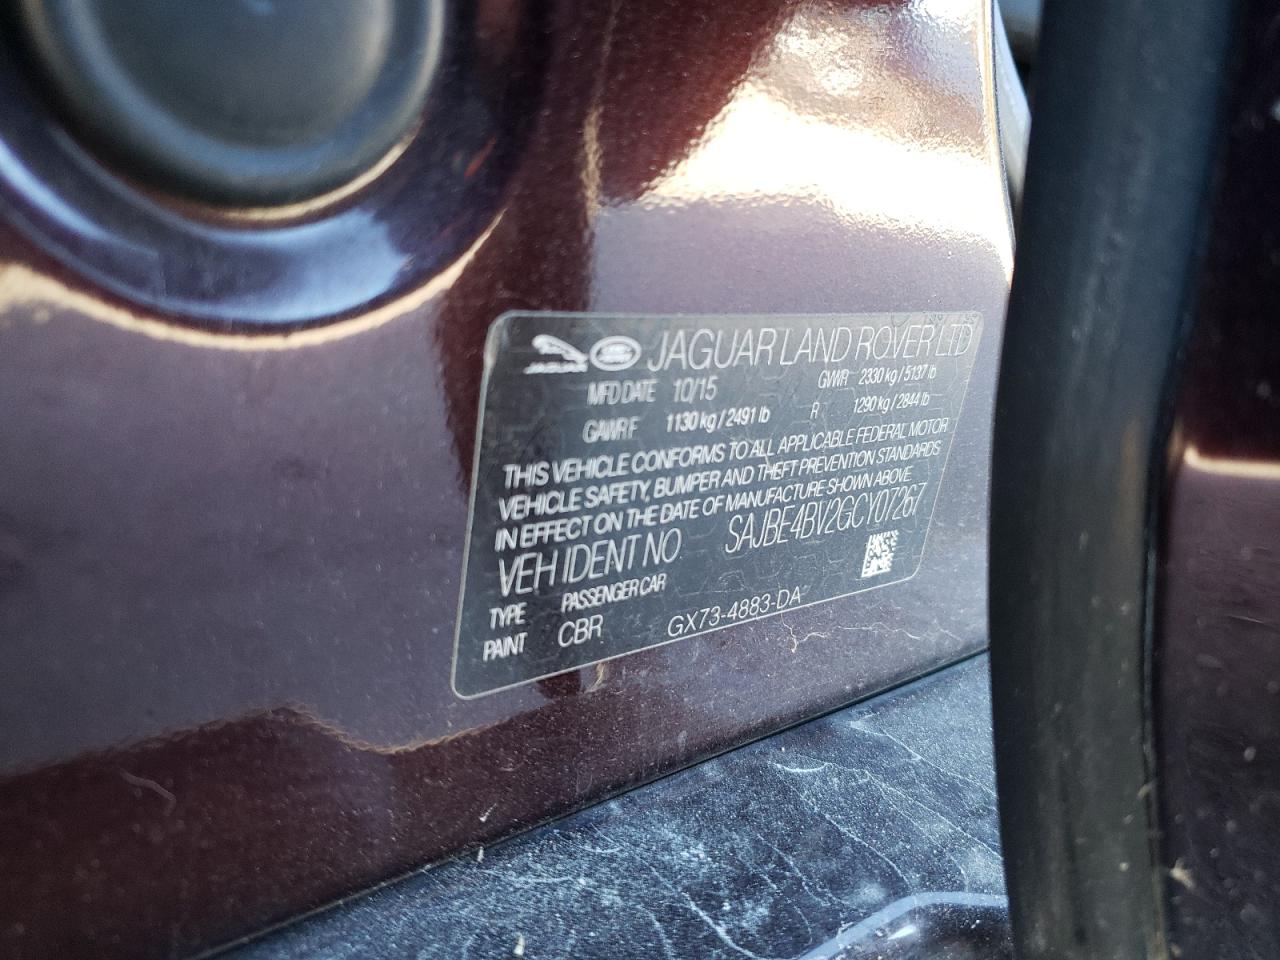 JAGUAR JAGUAR LAND ROVER LTD
MFD DATE 10/15 GVWR 2330 kg / 5137 lb
GAWR F 1130 kg / 2491 lb R 1290 kg / 2844 lb
THIS VEHICLE CONFORMS TO ALL APPLICABLE FEDERAL MOTOR
VEHICLE SAFETY, BUMPER AND THEFT PREVENTION STANDARDS
IN EFFECT ON THE DATE OF MANUFACTURE SHOWN ABOVE
VEH IDENT NO. SAJBE4BV2GCY07267
TYPE PASSENGER CAR
PAINT CBR GX73-4883-DA